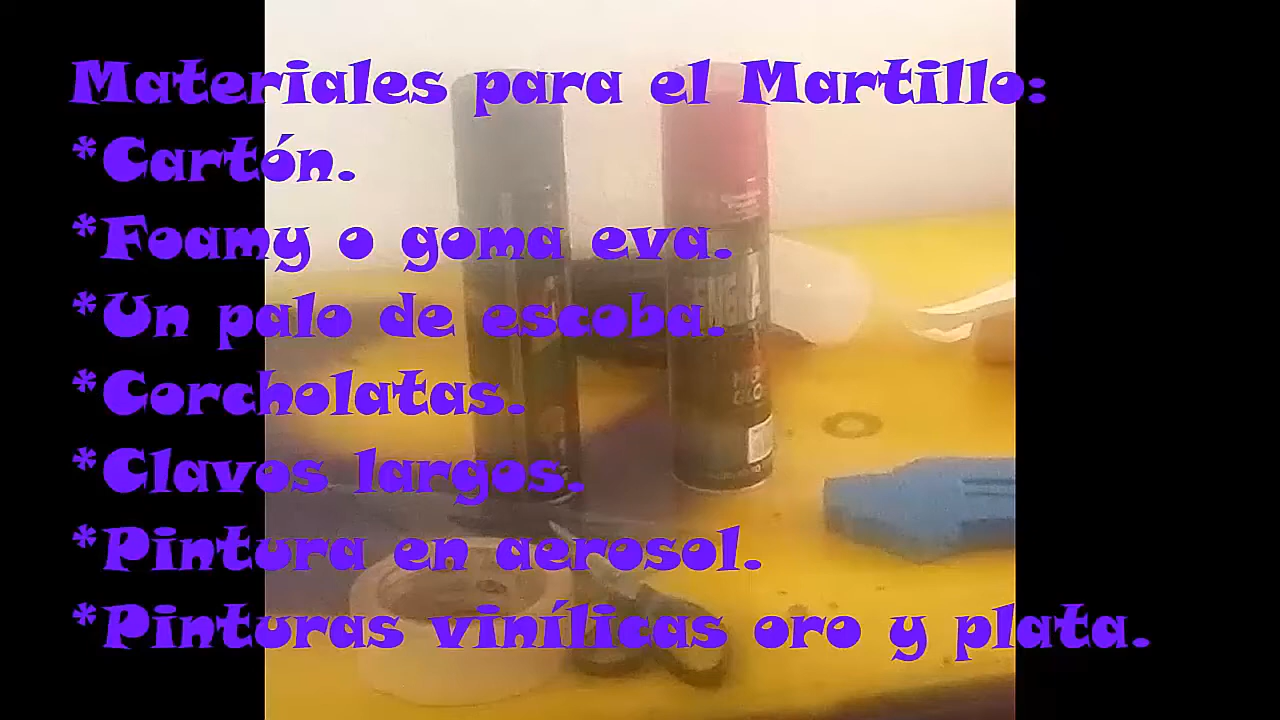 Materiales para el Martillo:
*Cartón.
*Foamy o goma eva.
*Un palo de escoba.
*Corcholatas.
*Clavos largos.
*Pintura en aerosol.
*Pinturas vinílicas oro y plata.